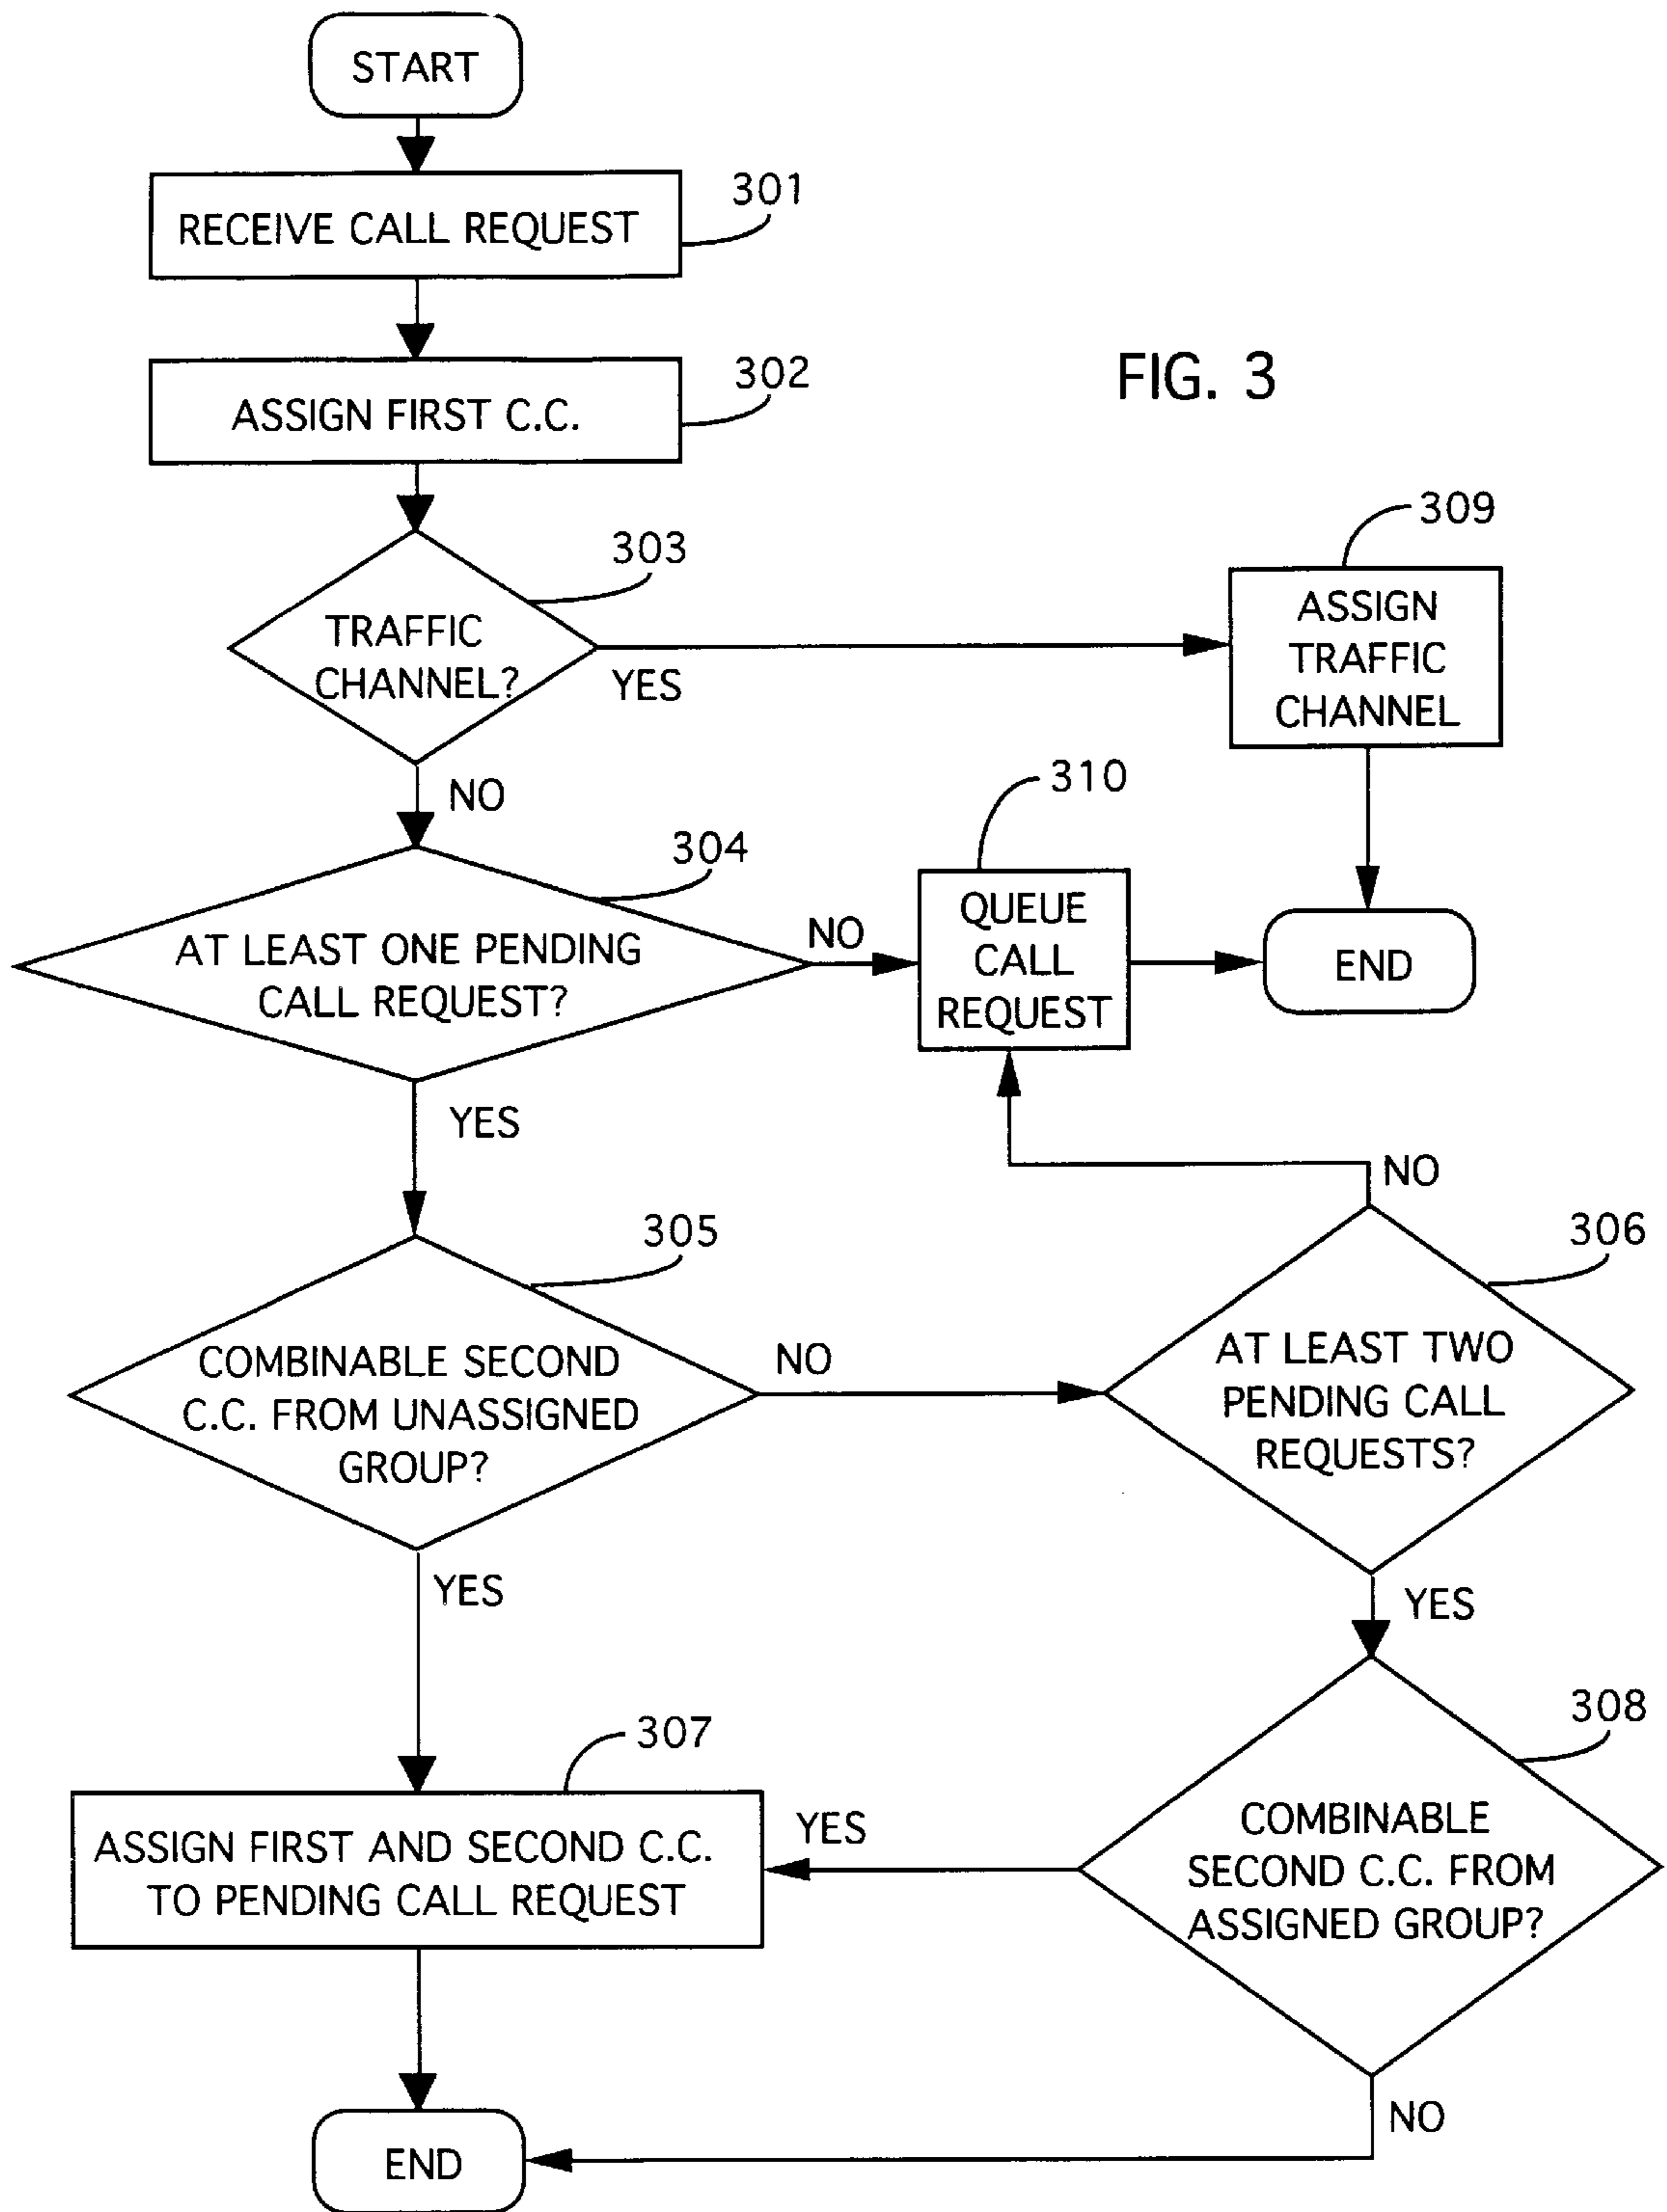 START
301
RECEIVE CALL REQUEST
302
ASSIGN FIRST C.C.
FIG. 3
303
TRAFFIC
CHANNEL?
YES
NO
309
ASSIGN
TRAFFIC
CHANNEL
304
AT LEAST ONE PENDING
CALL REQUEST?
NO
YES
310
QUEUE
CALL
REQUEST
END
305
COMBINABLE SECOND
C.C. FROM UNASSIGNED
GROUP?
NO
YES
306
NO
AT LEAST TWO
PENDING CALL
REQUESTS?
YES
307
ASSIGN FIRST AND SECOND C.C.
TO PENDING CALL REQUEST
308
YES
COMBINABLE
SECOND C.C. FROM
ASSIGNED GROUP?
NO
END